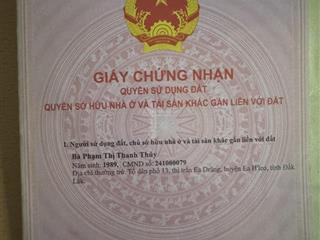 GIẤY CHỨNG NHẬN
QUYỀN SỬ DỤNG ĐẤT
QUYỀN SỞ HỮU NHÀ Ở VÀ TÀI SẢN KHÁC GẮN LIỀN VỚI ĐẤT
I. Người sử dụng đất, chủ sở hữu nhà ở và tài sản khác gắn liền với đất
Bà Phạm Thị Thanh Thủy
Năm sinh: 1989, CMND số: 241000079
Địa chỉ thường trú: Tổ dân phố 13, thị trấn Ea Drăng, huyện Ea H'leo, tỉnh Đắk
Lắk.